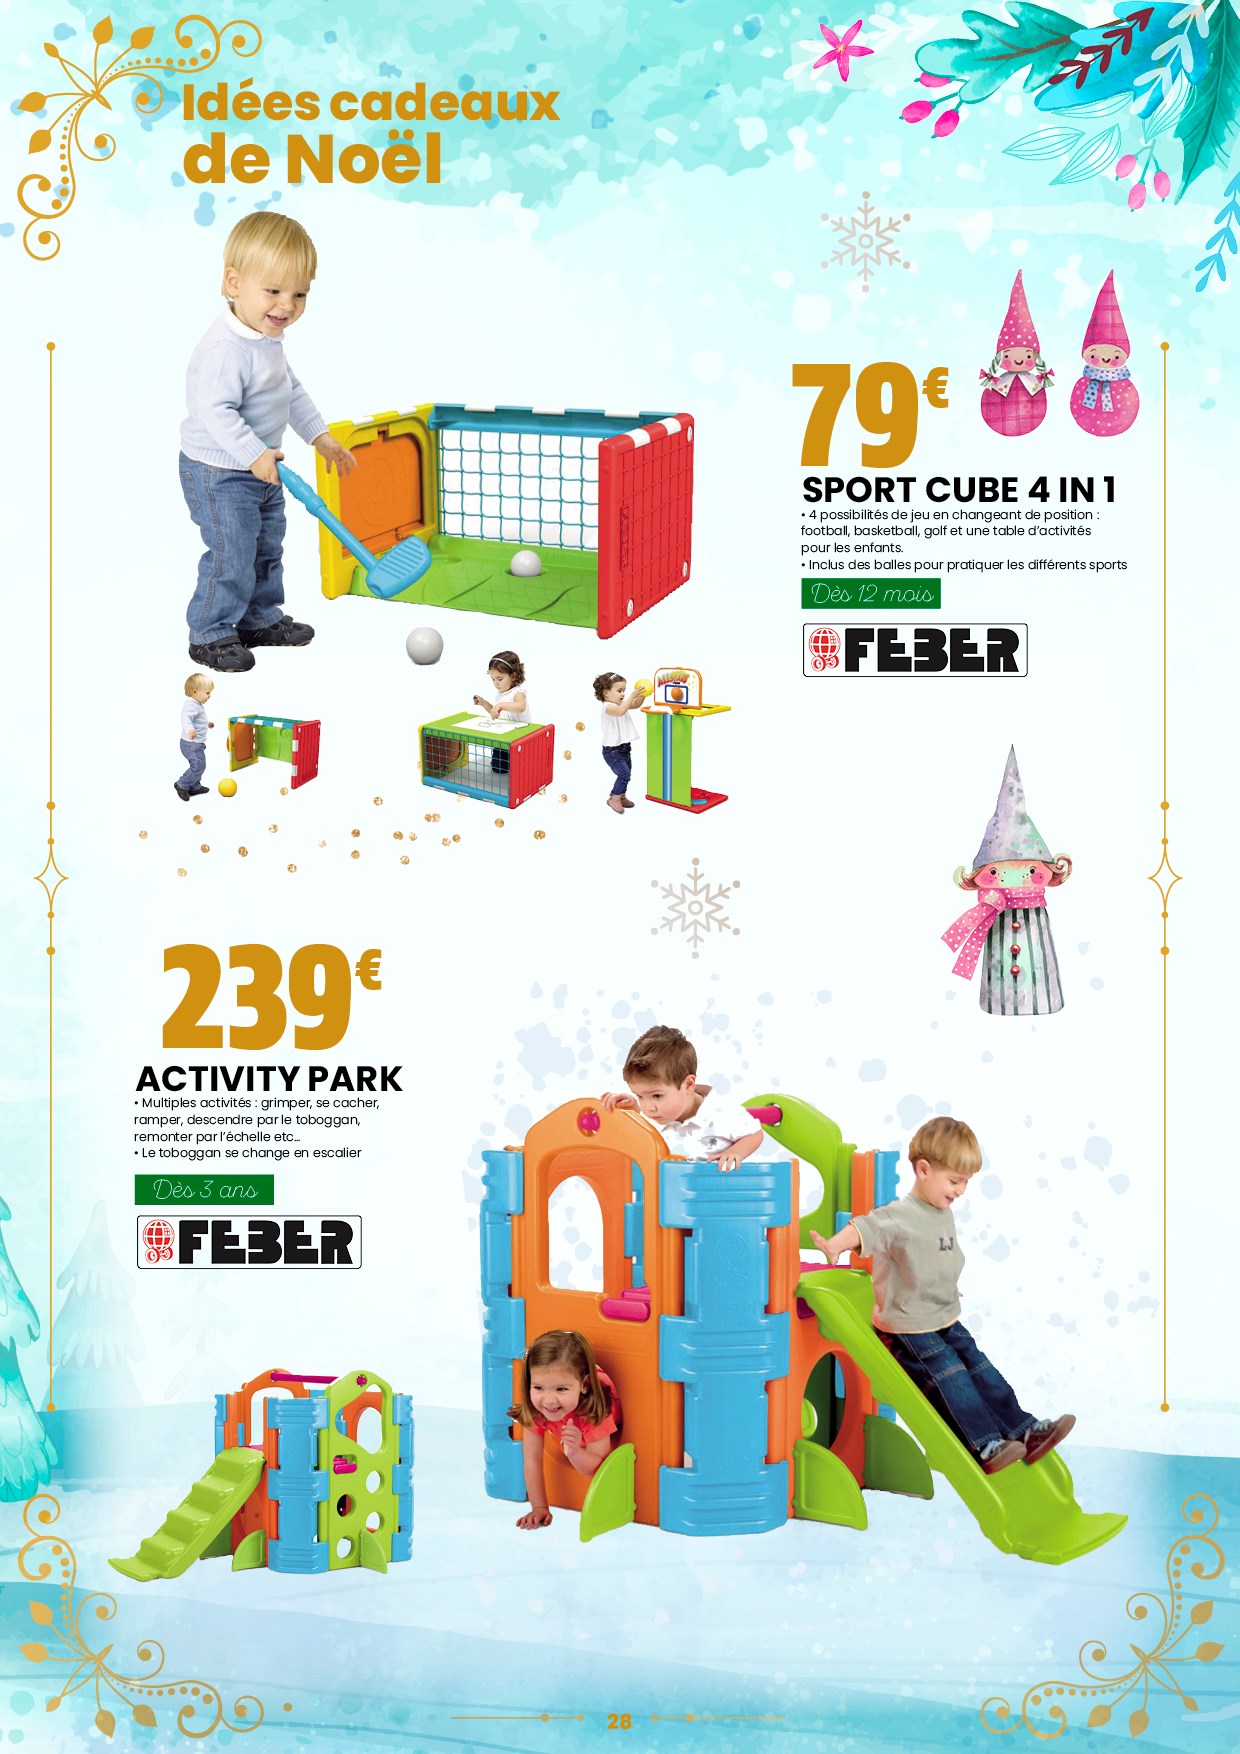 Idées cadeaux
de Noël
79€
SPORT CUBE 4 IN 1
• 4 possibilités de jeu en changeant de position :
football, basketball, golf et une table d'activités
pour les enfants.
• Inclus des balles pour pratiquer les différents sports
Dès 12 mois
FEBER
239€
ACTIVITY PARK
• Multiples activités : grimper, se cacher,
ramper, descendre par le toboggan,
remonter par l'échelle etc...
• Le toboggan se change en escalier
Dès 3 ans
FEBER
LJ
28